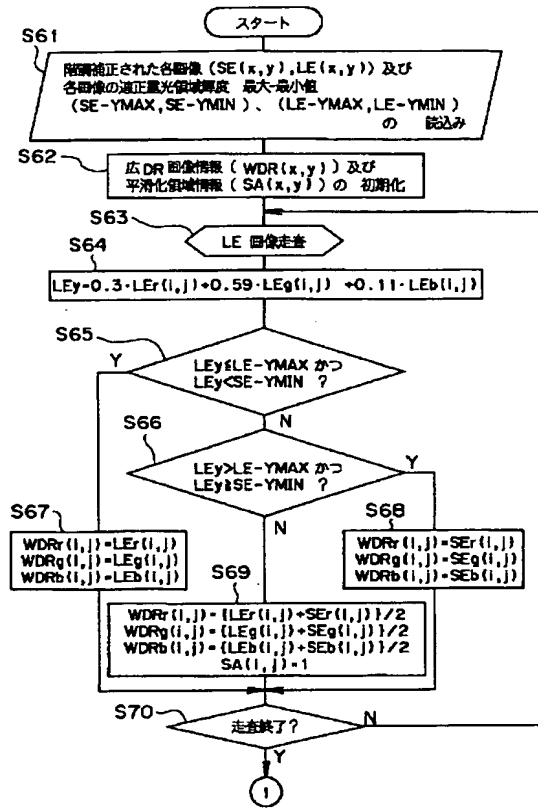 スタート
S61
階調補正された各画像(SE(x,y),LE(x,y))及び
各画像の適正露光領域輝度 最大-最小値
(SE-YMAX,SE-YMIN)、(LE-YMAX,LE-YMIN)
の 読込み
S62
広DR画像情報(WDR(x,y))及び
平滑化領域情報(SA(x,y))の 初期化
S63
LE 画像走査
S64
LEy=0.3·LEr(i,j)+0.59·LEg(i,j) +0.11·LEb(i,j)
S65
Y
LEy≦LE-YMAX かつ
LEy<SE-YMIN ?
N
S66
Y
LEy>LE-YMAX かつ
LEy≧SE-YMIN ?
N
S67
WDRr(i,j)=LEr(i,j)
WDRg(i,j)=LEg(i,j)
WDRb(i,j)=LEb(i,j)
S68
WDRr(i,j)=SEr(i,j)
WDRg(i,j)=SEg(i,j)
WDRb(i,j)=SEb(i,j)
S69
WDRr(i,j)={LEr(i,j)+SEr(i,j)}/2
WDRg(i,j)={LEg(i,j)+SEg(i,j)}/2
WDRb(i,j)={LEb(i,j)+SEb(i,j)}/2
SA(i,j)=1
S70
走査終了?
N
Y
1